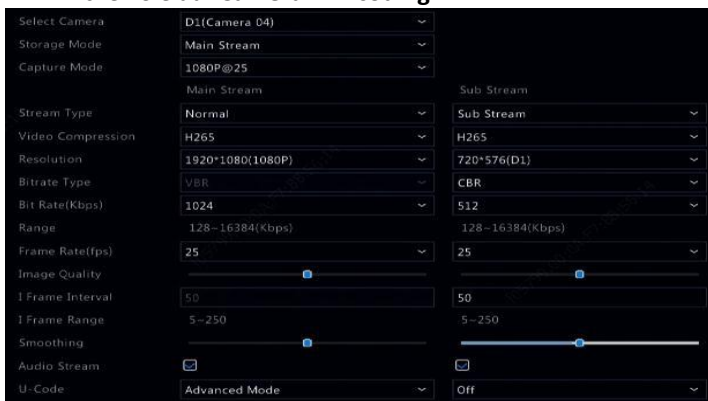 Select Camera D1(Camera 04)
Storage Mode Main Stream
Capture Mode 1080P@25
Main Stream Sub Stream
Stream Type Normal Sub Stream
Video Compression H265 H265
Resolution 1920*1080(1080P) 720*576(D1)
Bitrate Type VBR CBR
Bit Rate(Kbps) 1024 512
Range 128~16384(Kbps) 128~16384(Kbps)
Frame Rate(fps) 25 25
Image Quality
I Frame Interval 50 50
I Frame Range 5~250 5~250
Smoothing
Audio Stream
U-Code Advanced Mode Off